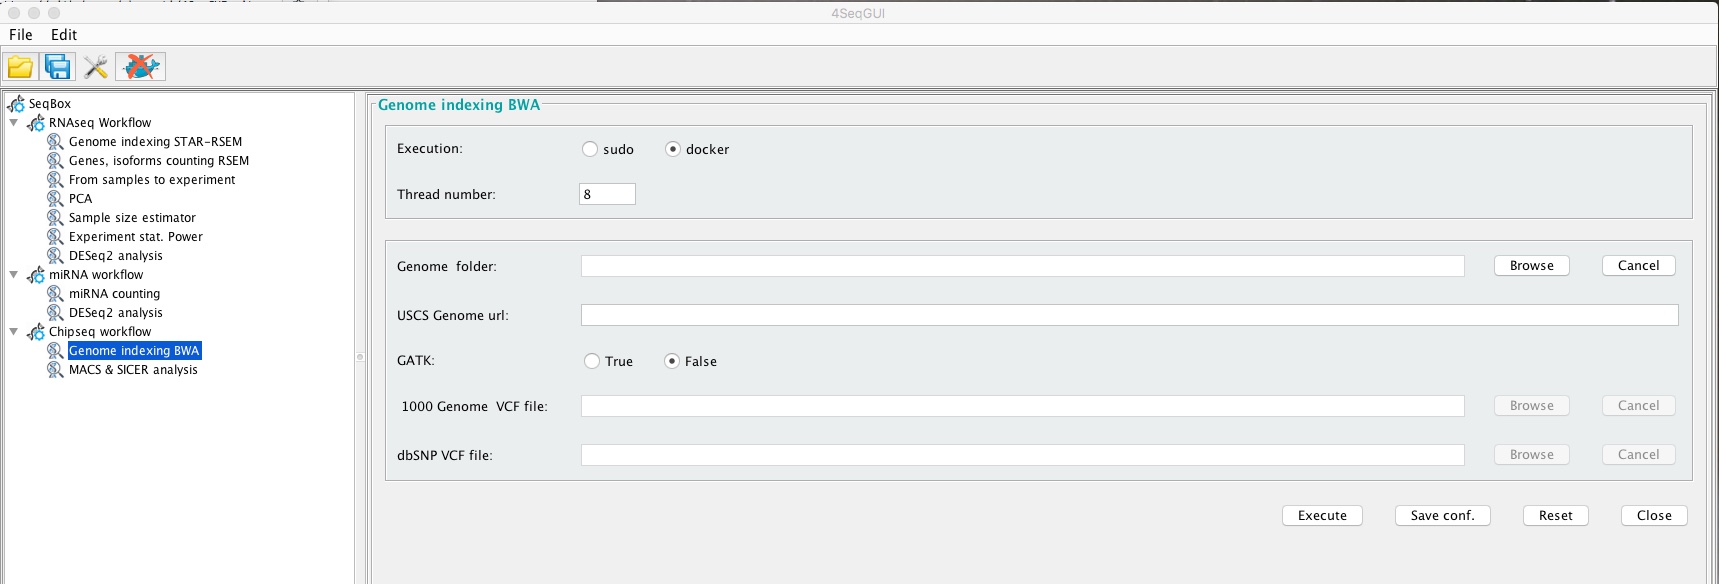 4SeqGUI
File Edit
SeqBox
RNAseq Workflow
Genome indexing STAR-RSEM
Genes, isoforms counting RSEM
From samples to experiment
PCA
Sample size estimator
Experiment stat. Power
DESeq2 analysis
miRNA workflow
miRNA counting
DESeq2 analysis
Chipseq workflow
Genome indexing BWA
MACS & SICER analysis
Genome indexing BWA
Execution: sudo docker
Thread number: 8
Genome folder: Browse Cancel
USCS Genome url:
GATK: True False
1000 Genome VCF file: Browse Cancel
dbSNP VCF file: Browse Cancel
Execute Save conf. Reset Close